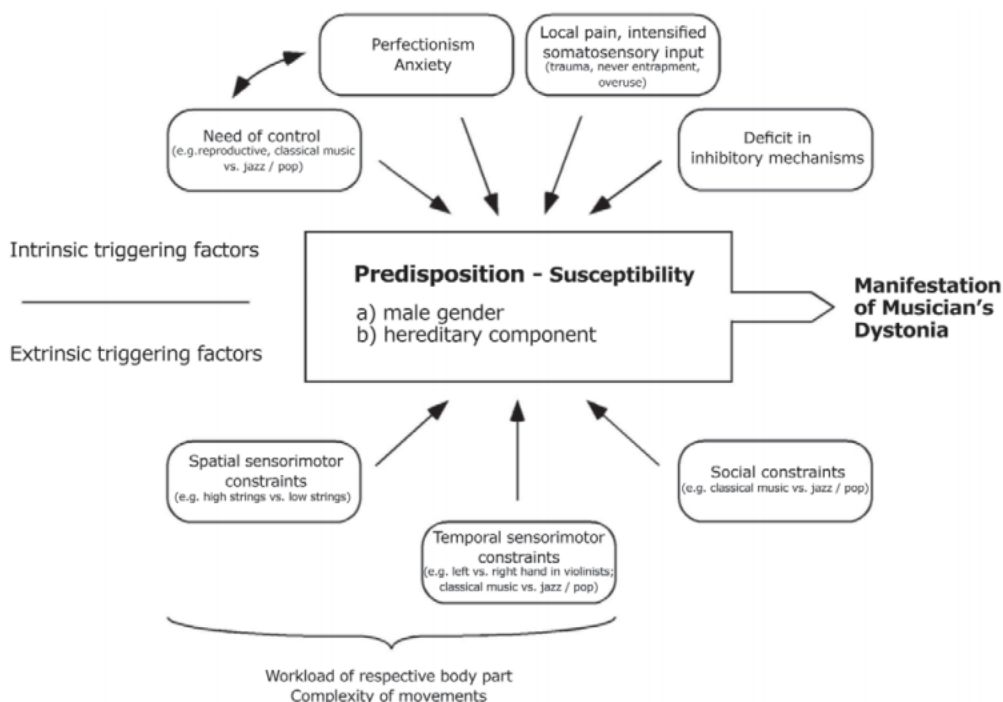 Perfectionism
Anxiety
Local pain, intensified
somatosensory input
(trauma, never entrapment,
overuse)
Need of control
(e.g.reproductive, classical music
vs. jazz / pop)
Deficit in
inhibitory mechanisms
Intrinsic triggering factors
Extrinsic triggering factors
Predisposition - Susceptibility
a) male gender
b) hereditary component
Manifestation
of Musician's
Dystonia
Spatial sensorimotor
constraints
(e.g. high strings vs. low strings)
Temporal sensorimotor
constraints
(e.g. left vs. right hand in violinists;
classical music vs. jazz / pop)
Social constraints
(e.g. classical music vs. jazz / pop)
Workload of respective body part
Complexity of movements